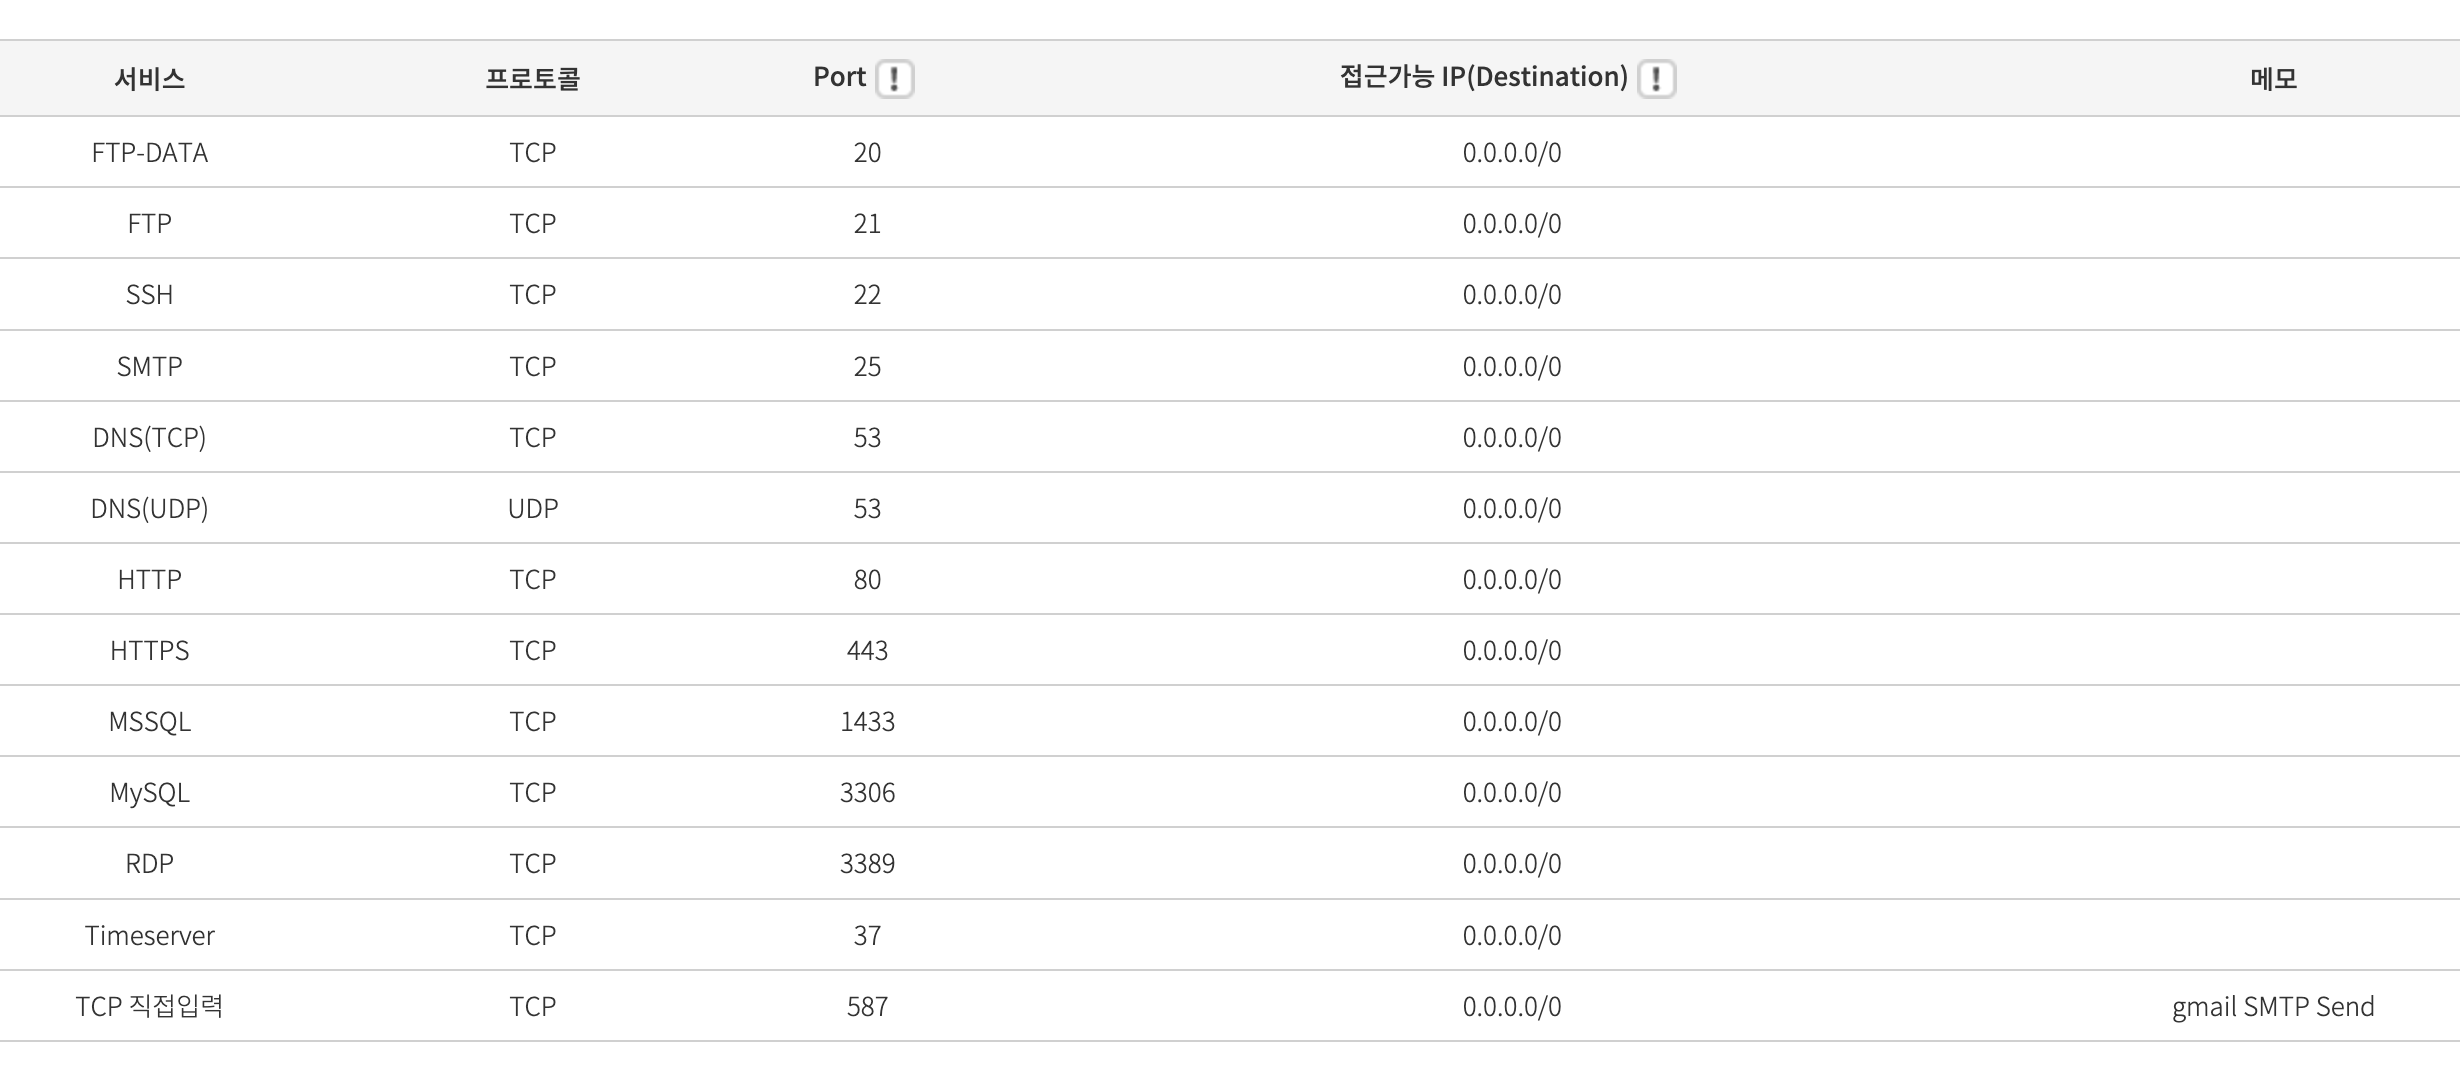 서비스 프로토콜 Port ! 접근가능 IP(Destination) ! 메모
FTP-DATA TCP 20 0.0.0.0/0
FTP TCP 21 0.0.0.0/0
SSH TCP 22 0.0.0.0/0
SMTP TCP 25 0.0.0.0/0
DNS(TCP) TCP 53 0.0.0.0/0
DNS(UDP) UDP 53 0.0.0.0/0
HTTP TCP 80 0.0.0.0/0
HTTPS TCP 443 0.0.0.0/0
MSSQL TCP 1433 0.0.0.0/0
MySQL TCP 3306 0.0.0.0/0
RDP TCP 3389 0.0.0.0/0
Timeserver TCP 37 0.0.0.0/0
TCP 직접입력 TCP 587 0.0.0.0/0 gmail SMTP Send